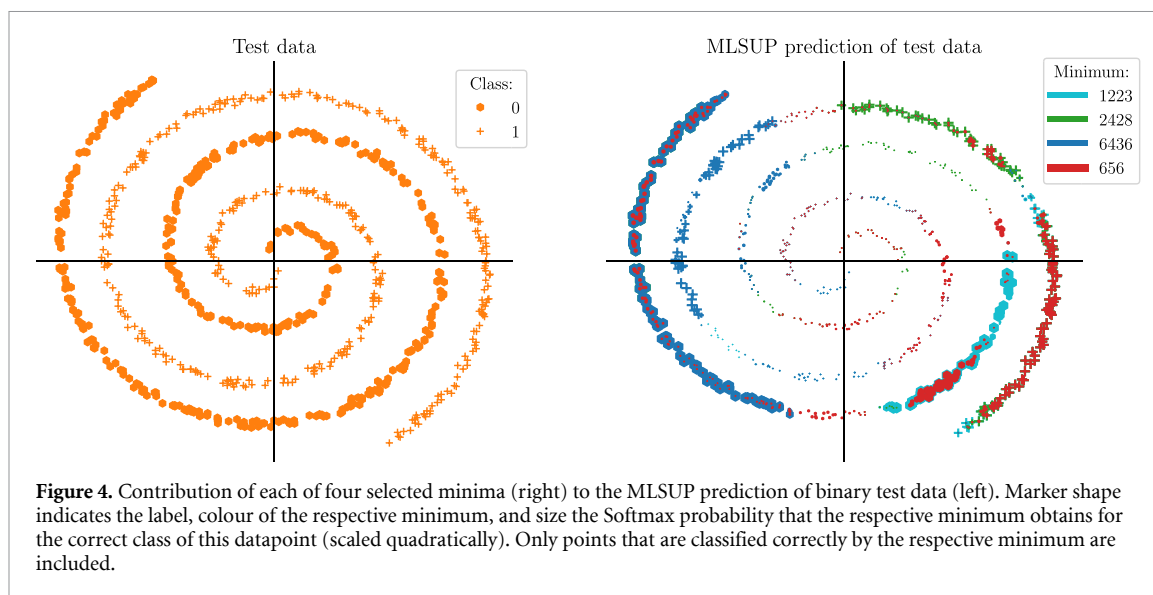 Test data
Class:
0
1
MLSUP prediction of test data
Minimum:
1223
2428
6436
656
Figure 4. Contribution of each of four selected minima (right) to the MLSUP prediction of binary test data (left). Marker shape
indicates the label, colour of the respective minimum, and size the Softmax probability that the respective minimum obtains for
the correct class of this datapoint (scaled quadratically). Only points that are classified correctly by the respective minimum are
included.